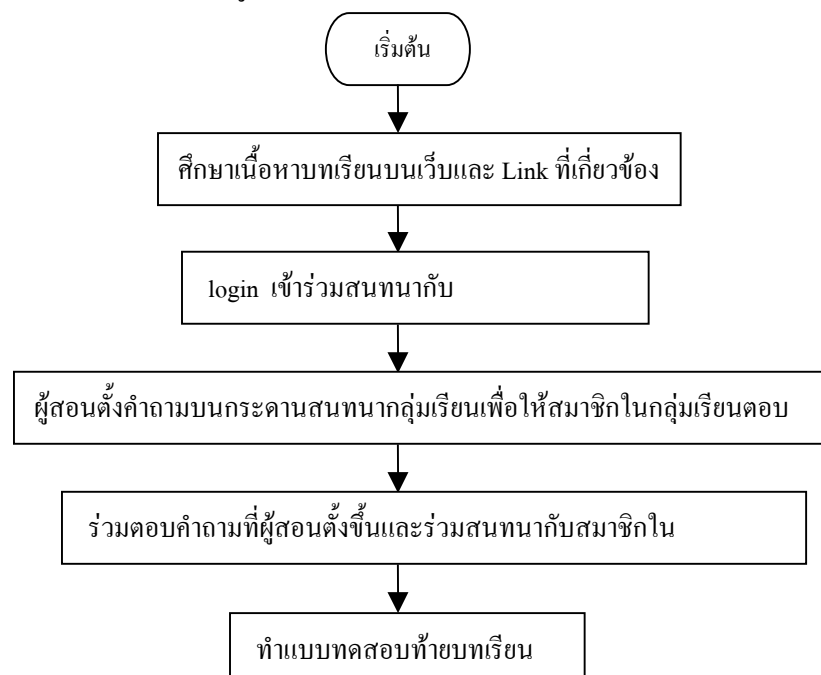 เริ่มต้น
ศึกษาเนื้อหาบทเรียนบนเว็บและ Link ที่เกี่ยวข้อง
login เข้าร่วมสนทนากับ
ผู้สอนตั้งคำถามบนกระดานสนทนากลุ่มเรียนเพื่อให้สมาชิกในกลุ่มเรียนตอบ
ร่วมตอบคำถามที่ผู้สอนตั้งขึ้นและร่วมสนทนากับสมาชิกใน
ทำแบบทดสอบท้ายบทเรียน